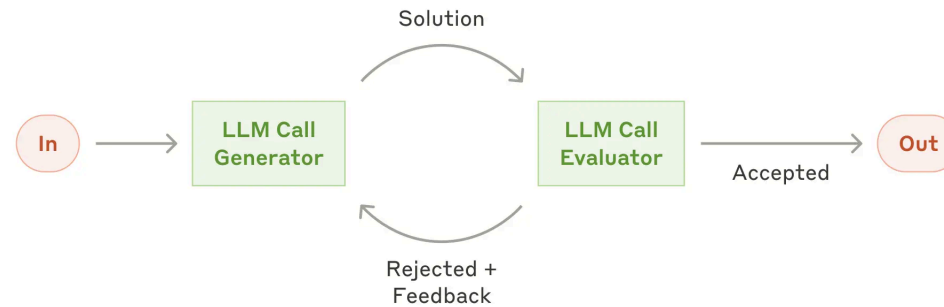 Solution
In
LLM Call
Generator
LLM Call
Evaluator
Out
Accepted
Rejected +
Feedback